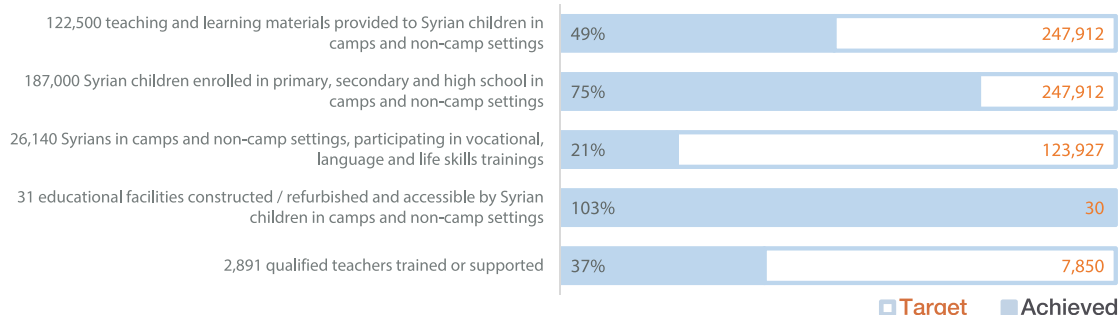 122,500 teaching and learning materials provided to Syrian children in
camps and non-camp settings
49%
247,912
187,000 Syrian children enrolled in primary, secondary and high school in
camps and non-camp settings
75%
247,912
26,140 Syrians in camps and non-camp settings, participating in vocational,
language and life skills trainings
21%
123,927
31 educational facilities constructed / refurbished and accessible by Syrian
children in camps and non-camp settings
103%
30
2,891 qualified teachers trained or supported
37%
7,850
Target
Achieved